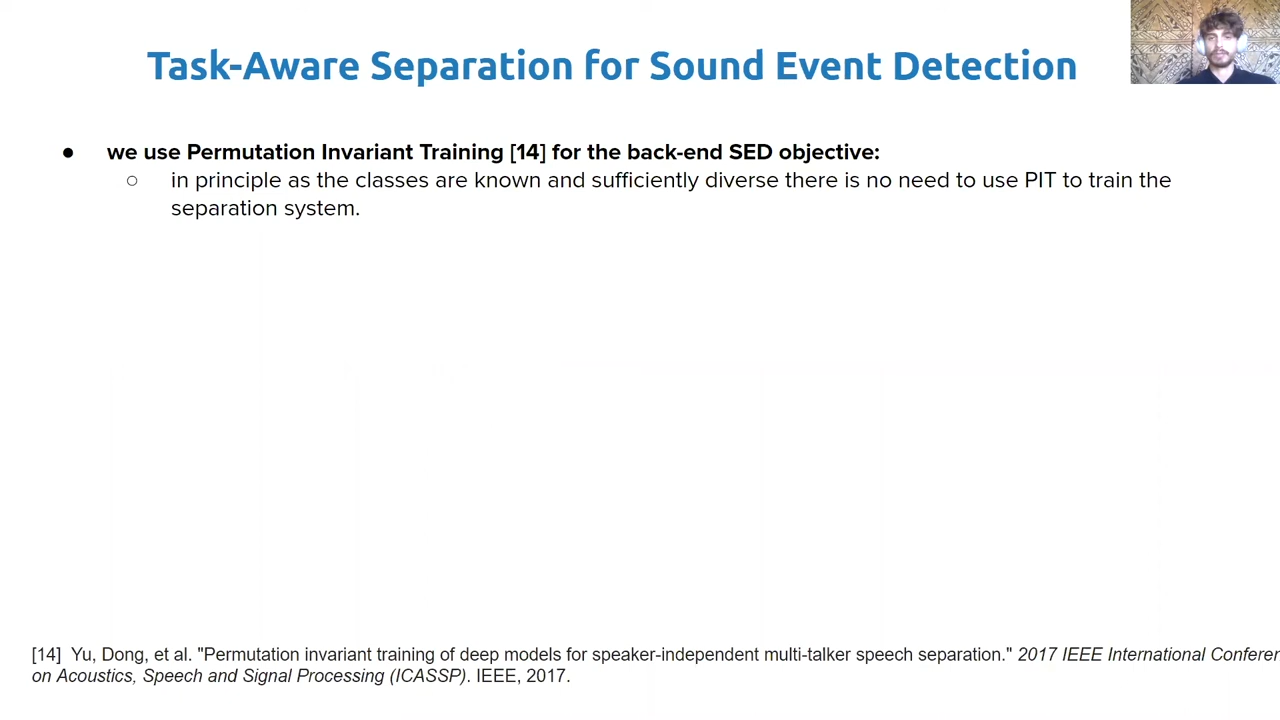 Task-Aware Separation for Sound Event Detection
● we use Permutation Invariant Training [14] for the back-end SED objective:
○ in principle as the classes are known and sufficiently diverse there is no need to use PIT to train the
separation system.
[14] Yu, Dong, et al. "Permutation invariant training of deep models for speaker-independent multi-talker speech separation." 2017 IEEE International Conferen
on Acoustics, Speech and Signal Processing (ICASSP). IEEE, 2017.